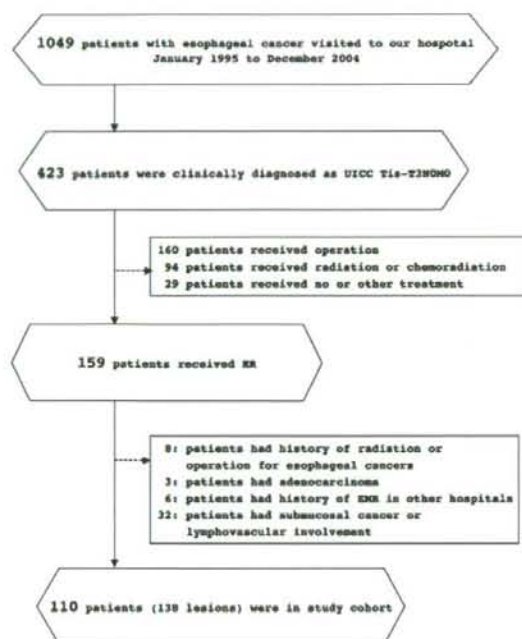 1049 patients with esophageal cancer visited to our hospotal
January 1995 to December 2004
423 patients were clinically diagnosed as UICC Tis-T3N0M0
160 patients received operation
94 patients received radiation or chemoradiation
29 patients received no or other treatment
159 patients received ER
8: patients had history of radiation or
operation for esophageal cancers
3: patients had adenocarcinoma
6: patients had history of EMR in other hospitals
32: patients had submucosal cancer or
lymphovascular involvement
110 patients (138 lesions) were in study cohort